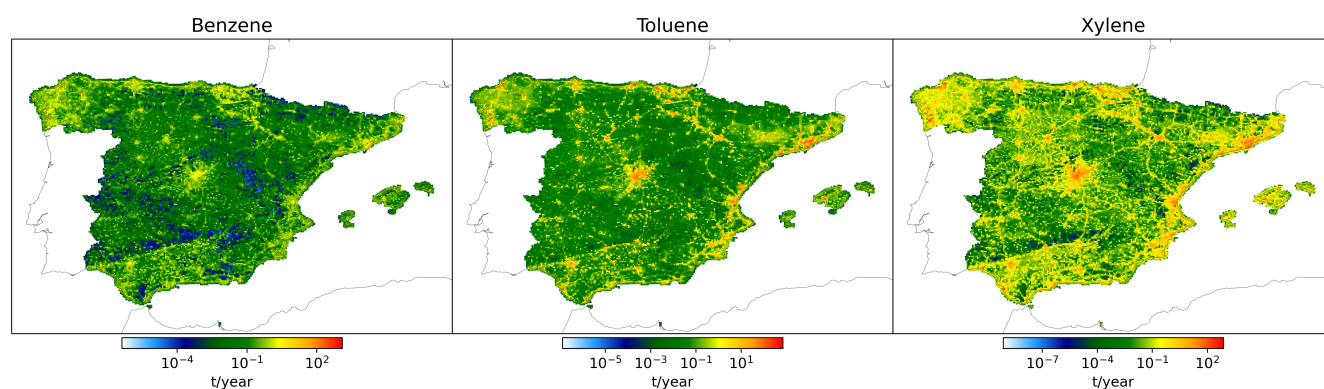 Benzene Toluene Xylene
10⁻⁴ 10⁻¹ 10² 10⁻⁵ 10⁻³ 10⁻¹ 10¹ 10⁻⁷ 10⁻⁴ 10⁻¹ 10²
t/year t/year t/year